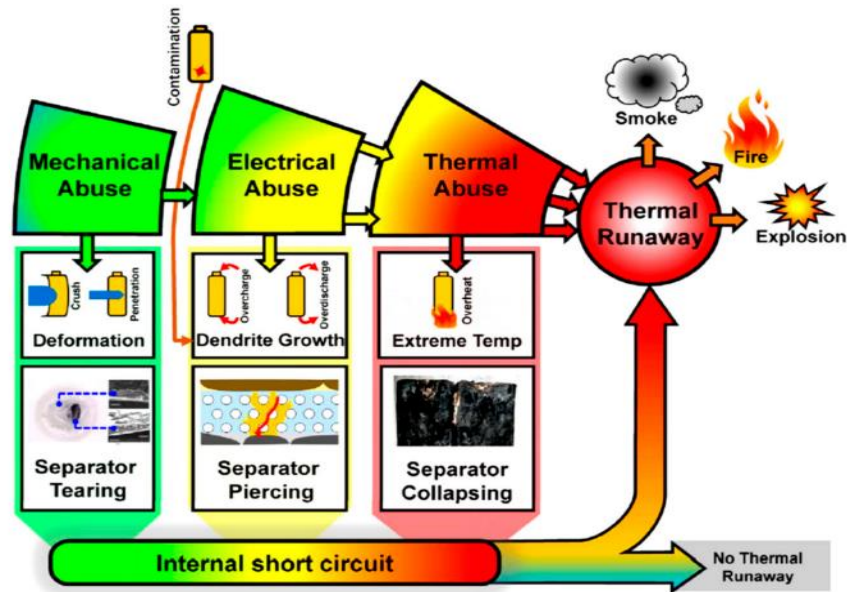 Contamination
Mechanical
Abuse
Electrical
Abuse
Thermal
Abuse
Smoke
Fire
Thermal
Runaway
Explosion
Crush
Penetration
Deformation
Overcharge
Overdischarge
Dendrite Growth
Overheat
Extreme Temp
Separator
Tearing
Separator
Piercing
Separator
Collapsing
Internal short circuit
No Thermal
Runaway